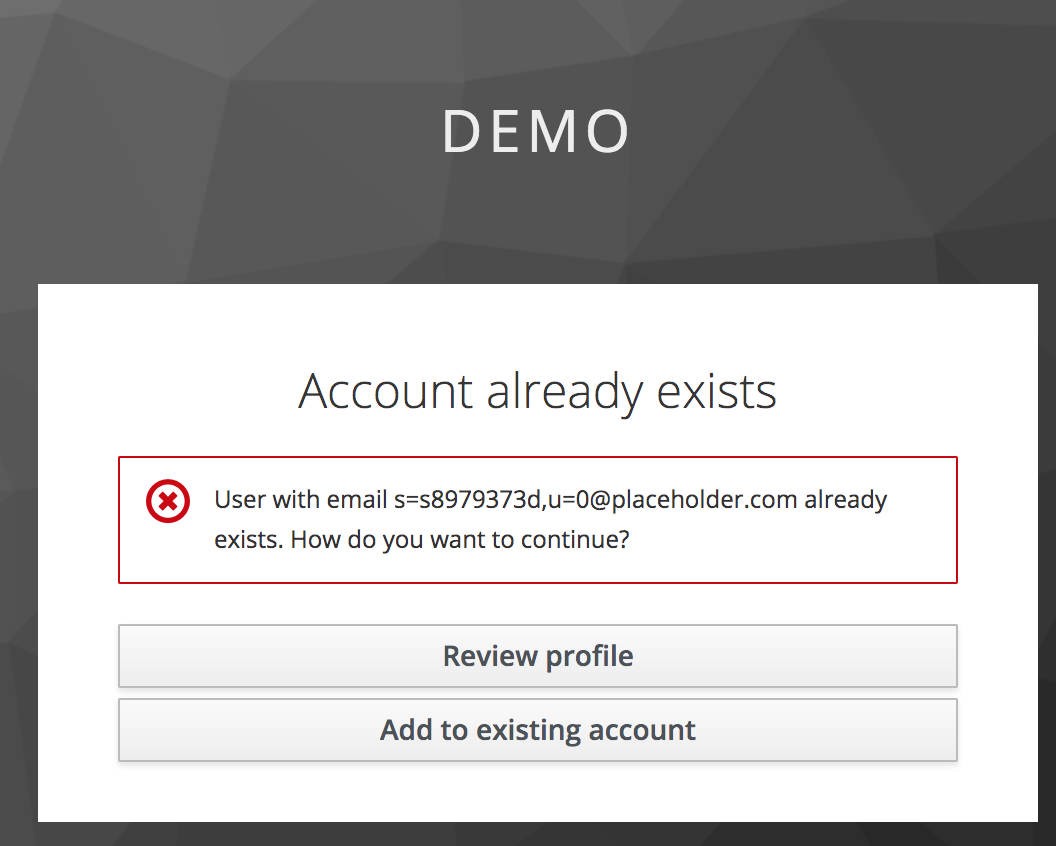 DEMO
Account already exists
User with email s=s8979373d,u=0@placeholder.com already
exists. How do you want to continue?
Review profile
Add to existing account